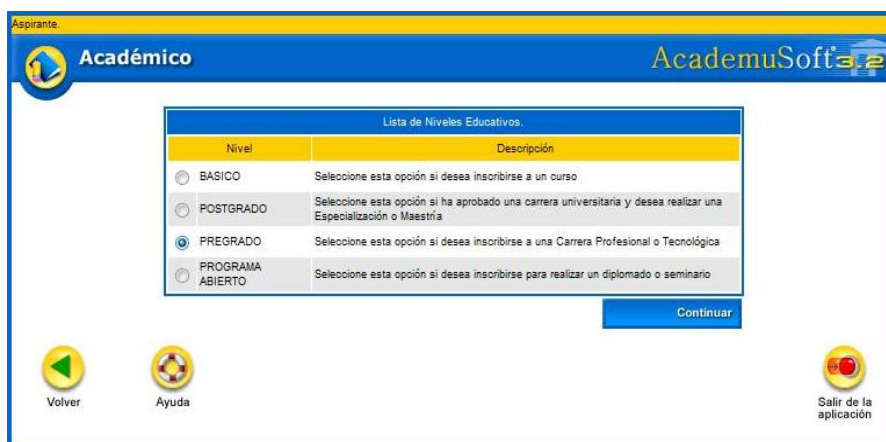 Aspirante.
Académico
AcademuSoft 3.2
Lista de Niveles Educativos.
Nivel Descripción
BASICO Seleccione esta opción si desea inscribirse a un curso
POSTGRADO Seleccione esta opción si ha aprobado una carrera universitaria y desea realizar una
Especialización o Maestría
PREGRADO Seleccione esta opción si desea inscribirse a una Carrera Profesional o Tecnológica
PROGRAMA
ABIERTO Seleccione esta opción si desea inscribirse para realizar un diplomado o seminario
Continuar
Volver Ayuda Salir de la
aplicación